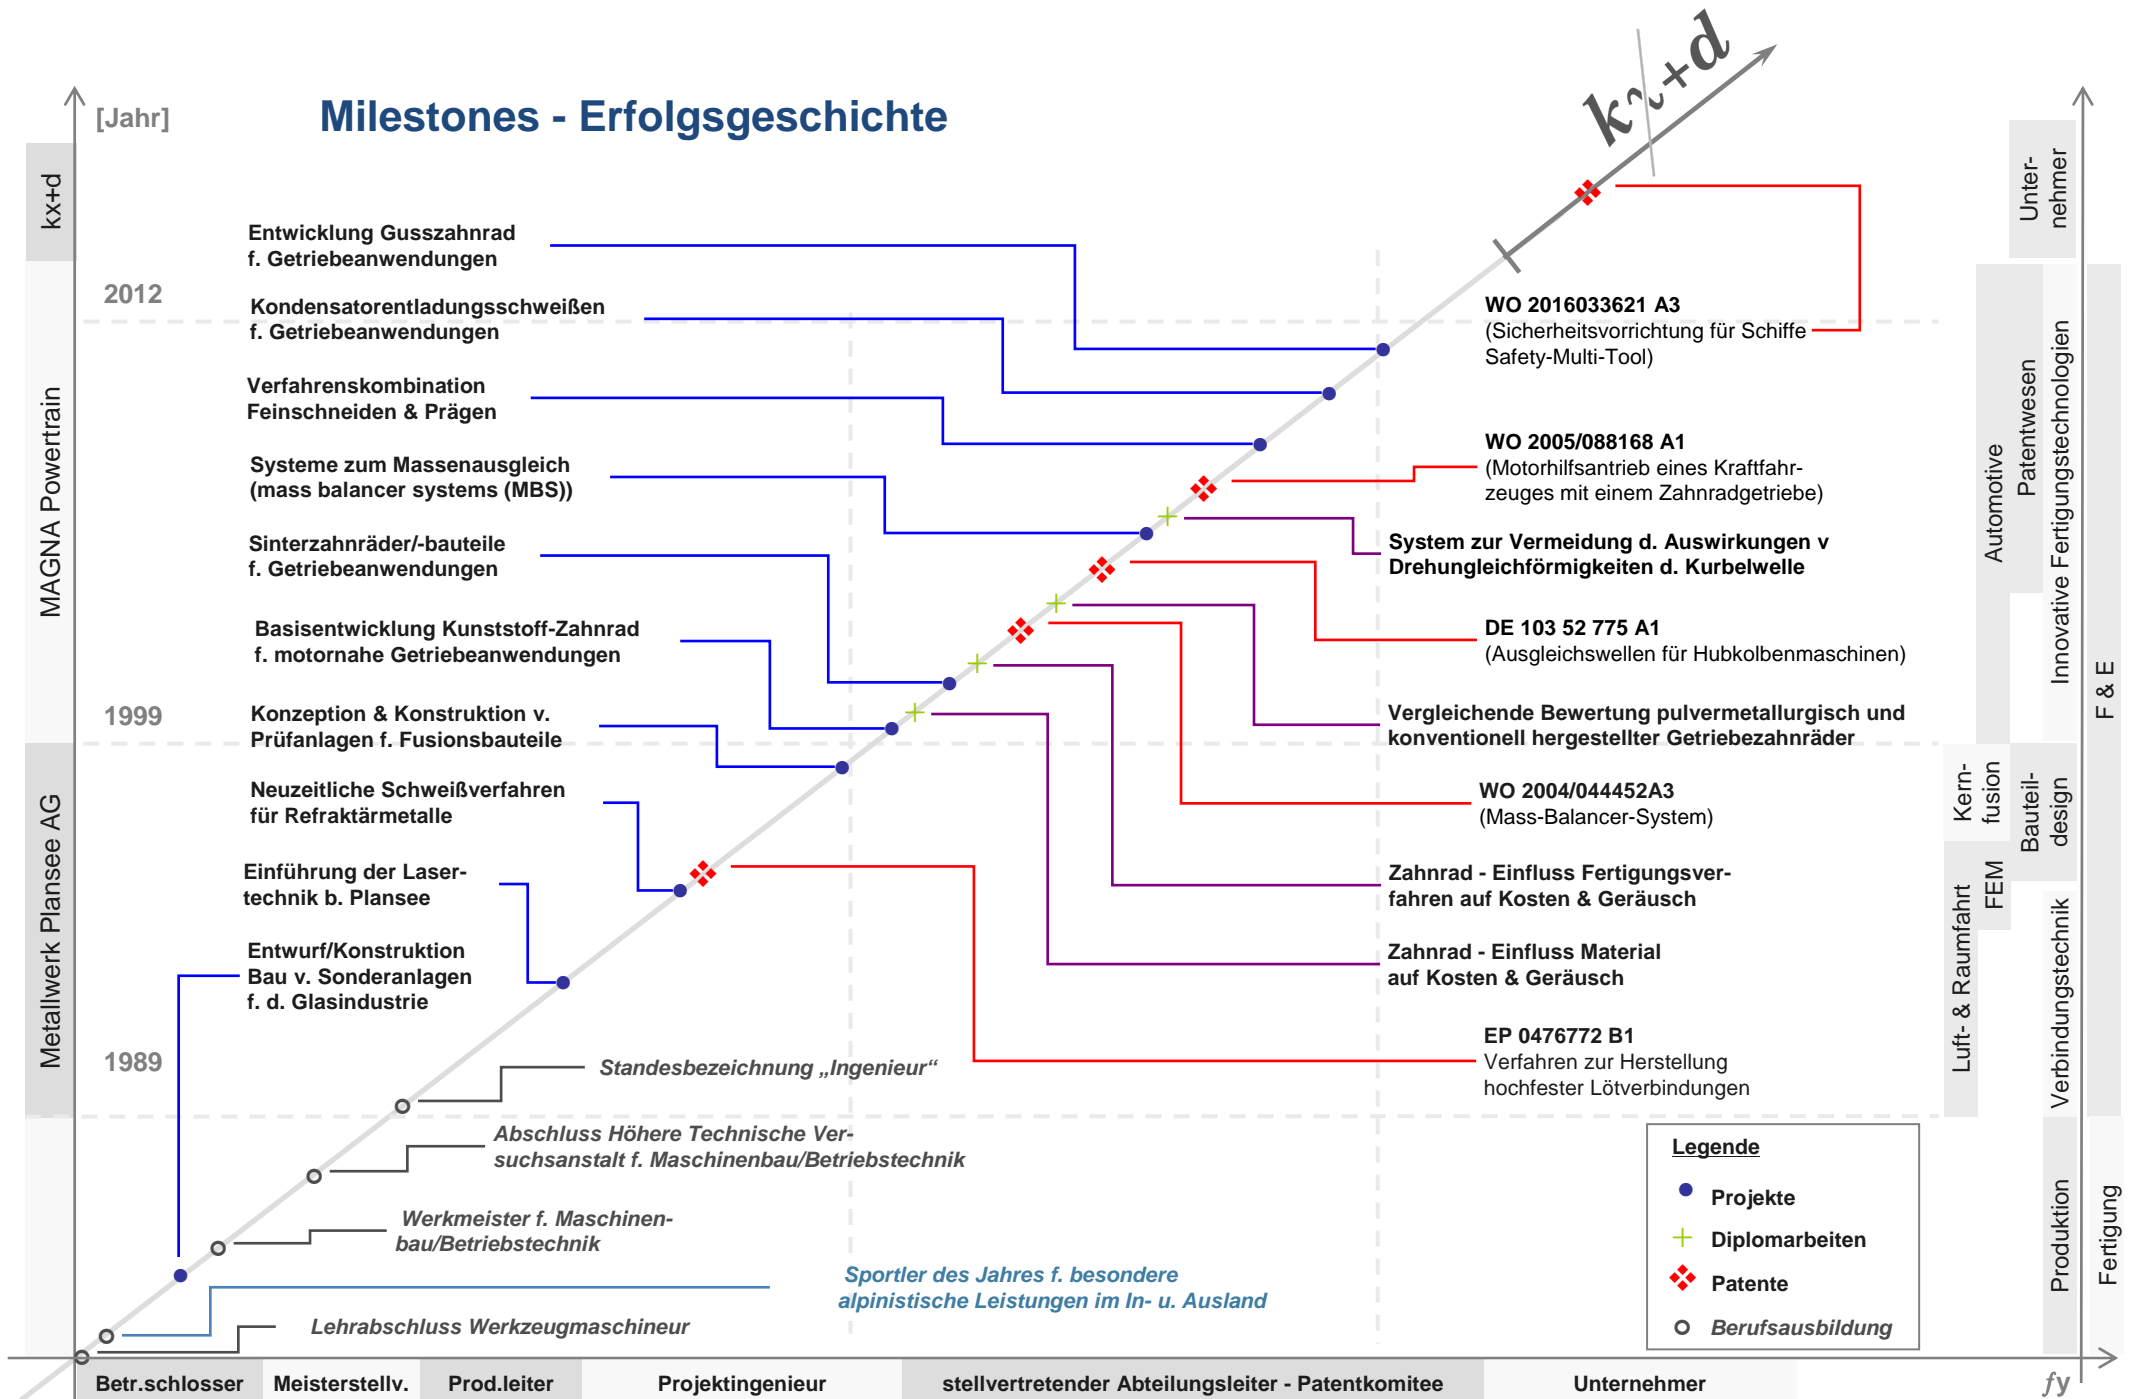 [Jahr]
Milestones - Erfolgsgeschichte
kx+d
kx+d
MAGNA Powertrain
Metallwerk Plansee AG
2012
1999
1989
Entwicklung Gusszahnrad
f. Getriebeanwendungen
Kondensatorentladungsschweißen
f. Getriebeanwendungen
Verfahrenskombination
Feinschneiden & Prägen
Systeme zum Massenausgleich
(mass balancer systems (MBS))
Sinterzahnräder/-bauteile
f. Getriebeanwendungen
Basisentwicklung Kunststoff-Zahnrad
f. motornahe Getriebeanwendungen
Konzeption & Konstruktion v.
Prüfanlagen f. Fusionsbauteile
Neuzeitliche Schweißverfahren
für Refraktärmetalle
Einführung der Laser-
technik b. Plansee
Entwurf/Konstruktion
Bau v. Sonderanlagen
f. d. Glasindustrie
Standesbezeichnung „Ingenieur“
Abschluss Höhere Technische Ver-
suchsanstalt f. Maschinenbau/Betriebstechnik
Werkmeister f. Maschinen-
bau/Betriebstechnik
Sportler des Jahres f. besondere
alpinistische Leistungen im In- u. Ausland
Lehrabschluss Werkzeugmaschineur
WO 2016033621 A3
(Sicherheitsvorrichtung für Schiffe
Safety-Multi-Tool)
WO 2005/088168 A1
(Motorhilfsantrieb eines Kraftfahr-
zeuges mit einem Zahnradgetriebe)
System zur Vermeidung d. Auswirkungen v
Drehungleichförmigkeiten d. Kurbelwelle
DE 103 52 775 A1
(Ausgleichswellen für Hubkolbenmaschinen)
Vergleichende Bewertung pulvermetallurgisch und
konventionell hergestellter Getriebezahnräder
WO 2004/044452A3
(Mass-Balancer-System)
Zahnrad - Einfluss Fertigungsver-
fahren auf Kosten & Geräusch
Zahnrad - Einfluss Material
auf Kosten & Geräusch
EP 0476772 B1
Verfahren zur Herstellung
hochfester Lötverbindungen
Legende
Projekte
Diplomarbeiten
Patente
Berufsausbildung
Unter-
nehmer
Automotive
Patentwesen
Innovative Fertigungstechnologien
F & E
Kern-
fusion
Bauteil-
design
FEM
Luft- & Raumfahrt
Verbindungstechnik
Produktion
Fertigung
Betr.schlosser
Meisterstellv.
Prod.leiter
Projektingenieur
stellvertretender Abteilungsleiter - Patentkomitee
Unternehmer
fy